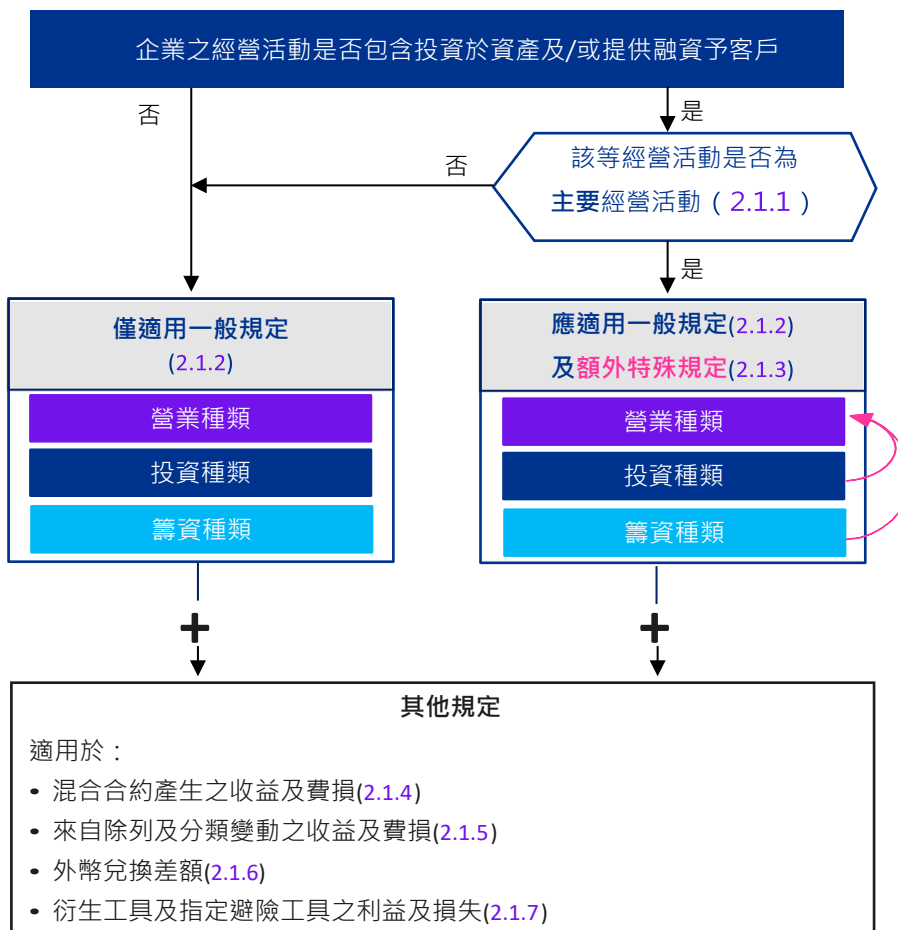 企業之經營活動是否包含投資於資產及/或提供融資予客戶
否
是
該等經營活動是否為
主要經營活動（2.1.1）
否
是
僅適用一般規定
(2.1.2)
營業種類
投資種類
籌資種類
應適用一般規定(2.1.2)
及額外特殊規定(2.1.3)
營業種類
投資種類
籌資種類
其他規定
適用於：
• 混合合約產生之收益及費損(2.1.4)
• 來自除列及分類變動之收益及費損(2.1.5)
• 外幣兌換差額(2.1.6)
• 衍生工具及指定避險工具之利益及損失(2.1.7)